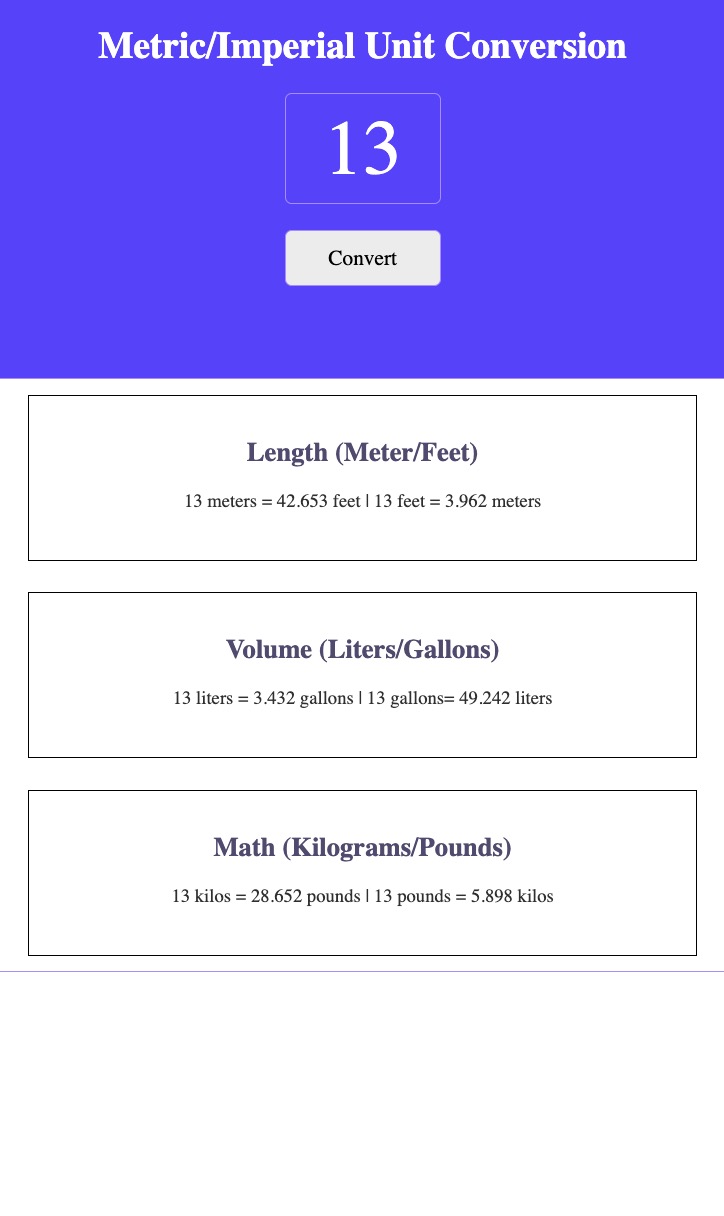 Metric/Imperial Unit Conversion
13
Convert
Length (Meter/Feet)
13 meters = 42.653 feet | 13 feet = 3.962 meters
Volume (Liters/Gallons)
13 liters = 3.432 gallons | 13 gallons= 49.242 liters
Math (Kilograms/Pounds)
13 kilos = 28.652 pounds | 13 pounds = 5.898 kilos